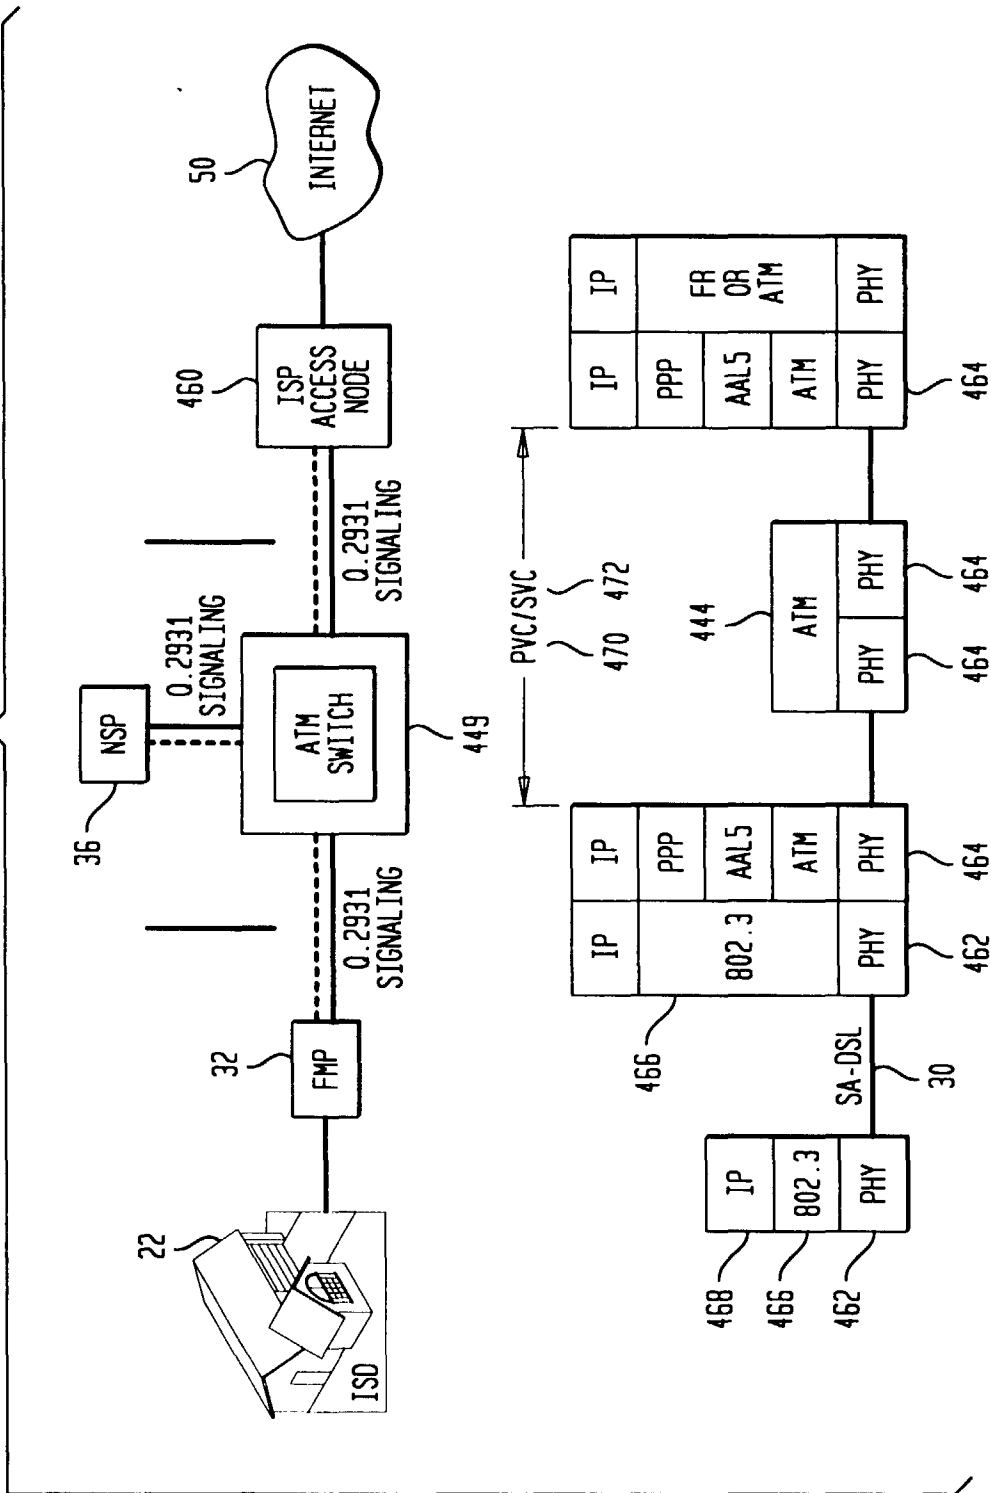 22
ISD
32
FMP
36
NSP
Q.2931
SIGNALING
Q.2931
SIGNALING
ATM
SWITCH
449
Q.2931
SIGNALING
460
ISP
ACCESS
NODE
50
INTERNET
468
IP
466
802.3
462
PHY
SA-DSL
30
466
IP
802.3
PHY
462
IP
PPP
AAL5
ATM
PHY
464
PVC/SVC
470
472
444
ATM
PHY
PHY
464
464
IP
PPP
AAL5
ATM
PHY
464
IP
FR
OR
ATM
PHY